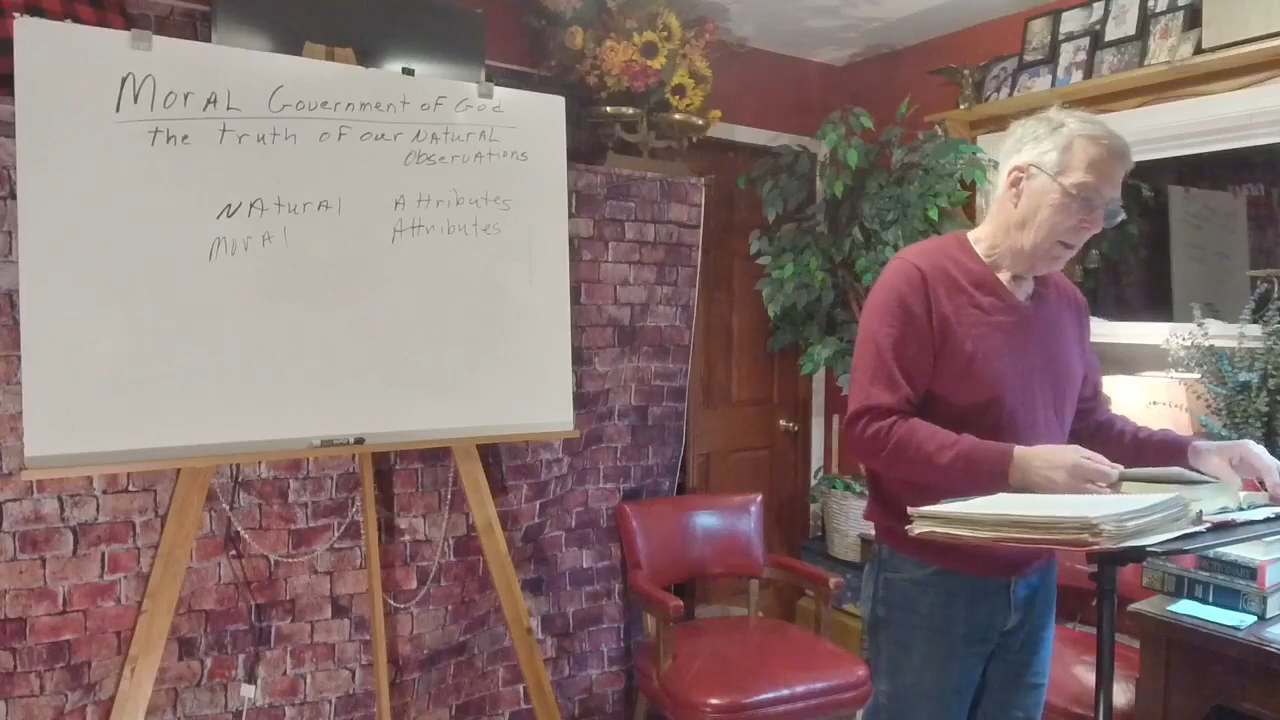 MorAL Government of God
the truth of our NATURAL
ObservATIONS
NATurAl Attributes
MorAl Attributes